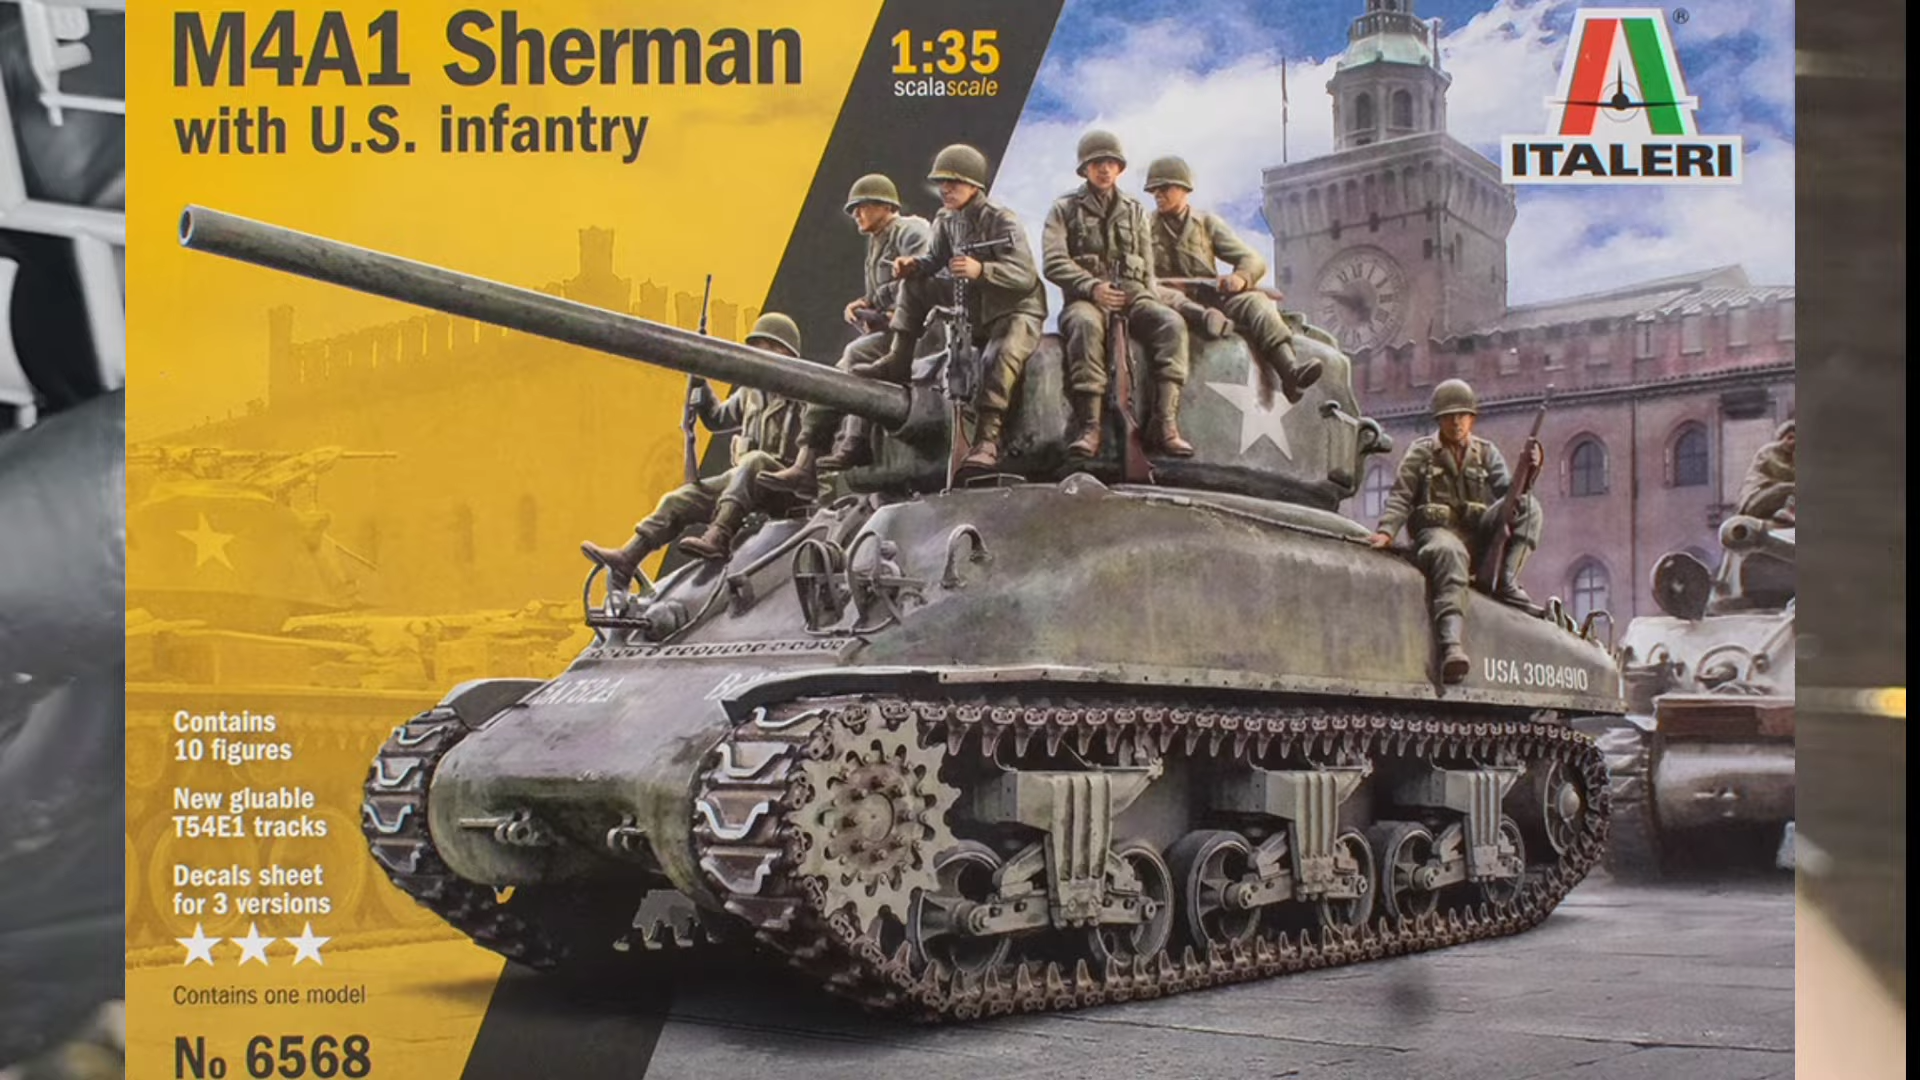 M4A1 Sherman
with U.S. infantry
1:35
scalascale
®
ITALERI
USA 3084910
Contains
10 figures
New gluable
T54E1 tracks
Decals sheet
for 3 versions
Contains one model
No 6568